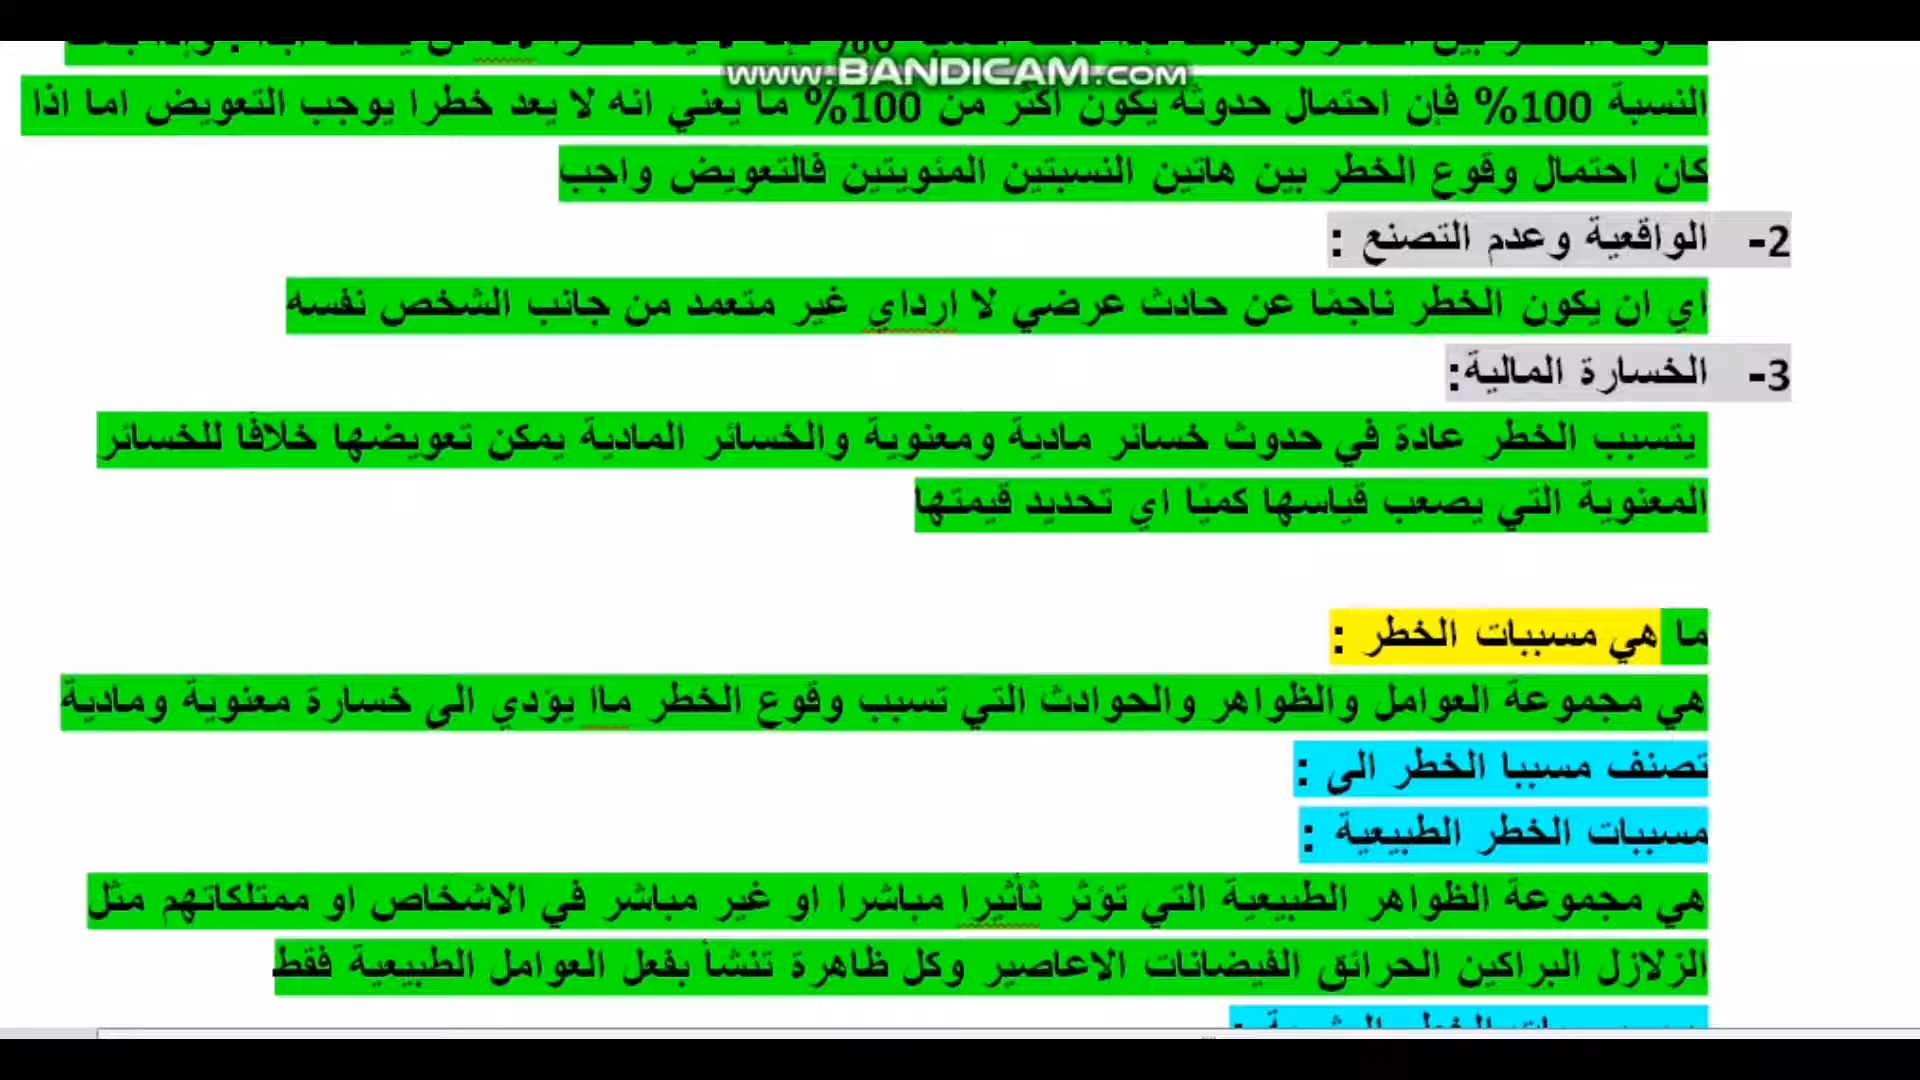 www.BANDICAM.com
النسبة 100% فإن احتمال حدوثه يكون أكثر من 100% ما يعني انه لا يعد خطرا يوجب التعويض اما اذا
كان احتمال وقوع الخطر بين هاتين النسبتين المئويتين فالتعويض واجب
2- الواقعية وعدم التصنع :
اي ان يكون الخطر ناجمًا عن حادث عرضي لا ارداي غير متعمد من جانب الشخص نفسه
3- الخسارة المالية:
يتسبب الخطر عادة في حدوث خسائر مادية ومعنوية والخسائر المادية يمكن تعويضها خلافًا للخسائر
المعنوية التي يصعب قياسها كميًا اي تحديد قيمتها
ما هي مسببات الخطر :
هي مجموعة العوامل والظواهر والحوادث التي تسبب وقوع الخطر ماا يؤدي الى خسارة معنوية ومادية
تصنف مسببا الخطر الى :
مسببات الخطر الطبيعية :
هي مجموعة الظواهر الطبيعية التي تؤثر ثأثيرا مباشرا او غير مباشر في الاشخاص او ممتلكاتهم مثل
الزلازل البراكين الحرائق الفيضانات الاعاصير وكل ظاهرة تنشأ بفعل العوامل الطبيعية فقط